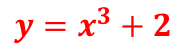 y = x³ + 2